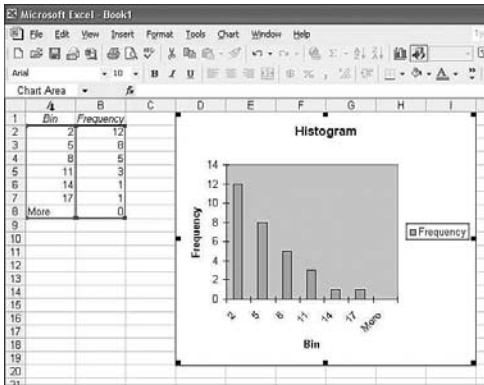 Microsoft Excel - Book1
File Edit View Insert Format Tools Chart Window Help
Arial 10 B I U
Chart Area fx
A B C D E F G H I
1 Bin Frequency
2 2 12
3 5 8
4 8 5
5 11 3
6 14 1
7 17 1
8 More 0
9
10
11
12
13
14
15
16
17
18
19
20
21
Histogram
14
12
10
8
6
4
2
0
Frequency
2 5 8 11 14 17 More
Bin
Frequency